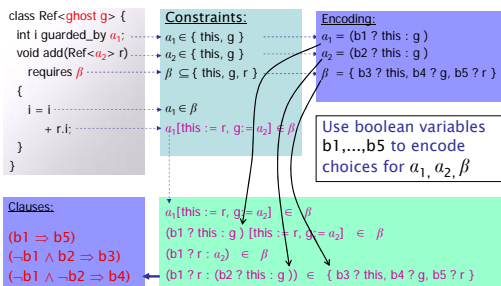 class Ref<ghost g> {
int i guarded_by α₁;
void add(Ref<α₂> r)
requires β
{
i = i
+ r.i;
}
}
Constraints:
α₁ ∈ { this, g }
α₂ ∈ { this, g }
β ⊆ { this, g, r }
α₁ ∈ β
α₁[this := r, g:= α₂] ∈ β
Encoding:
α₁ = (b1 ? this : g )
α₂ = (b2 ? this : g )
β = { b3 ? this, b4 ? g, b5 ? r }
Use boolean variables
b1,...,b5 to encode
choices for α₁, α₂, β
Clauses:
(b1 ⇒ b5)
(¬b1 ∧ b2 ⇒ b3)
(¬b1 ∧ ¬b2 ⇒ b4)
α₁[this := r, g:= α₂] ∈ β
(b1 ? this : g ) [this := r, g:= α₂] ∈ β
(b1 ? r : α₂) ∈ β
(b1 ? r : (b2 ? this : g )) ∈ { b3 ? this, b4 ? g, b5 ? r }